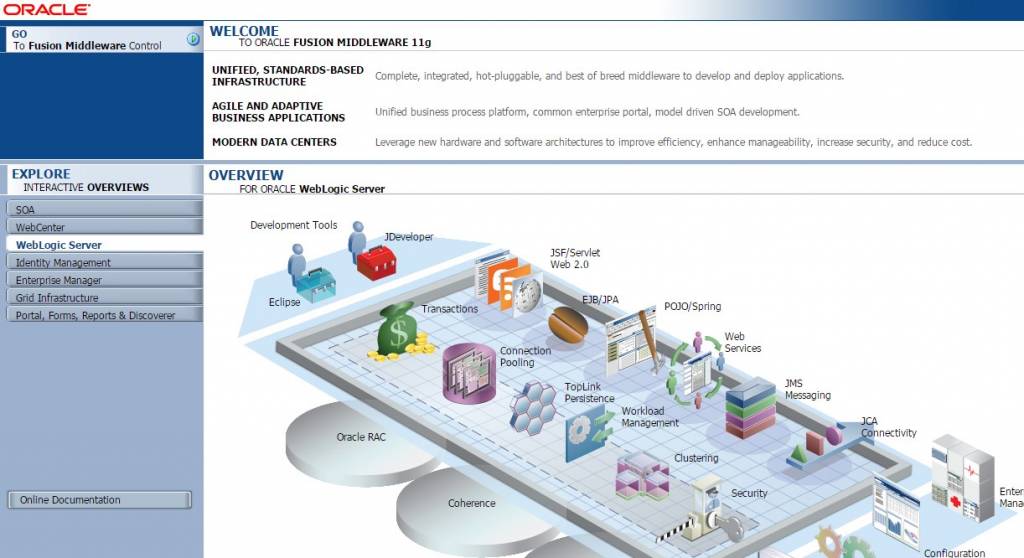 ORACLE
GO
To Fusion Middleware Control
WELCOME
TO ORACLE FUSION MIDDLEWARE 11g
UNIFIED, STANDARDS-BASED
INFRASTRUCTURE
Complete, integrated, hot-pluggable, and best of breed middleware to develop and deploy applications.
AGILE AND ADAPTIVE
BUSINESS APPLICATIONS
Unified business process platform, common enterprise portal, model driven SOA development.
MODERN DATA CENTERS
Leverage new hardware and software architectures to improve efficiency, enhance manageability, increase security, and reduce cost.
EXPLORE
INTERACTIVE OVERVIEWS
SOA
WebCenter
WebLogic Server
Identity Management
Enterprise Manager
Grid Infrastructure
Portal, Forms, Reports & Discoverer
Online Documentation
OVERVIEW
FOR ORACLE WebLogic Server
Development Tools
JDeveloper
Eclipse
JSF/Servlet
Web 2.0
Transactions
EJB/JPA
POJO/Spring
Connection
Pooling
Web
Services
TopLink
Persistence
JMS
Messaging
Workload
Management
JCA
Connectivity
Oracle RAC
Clustering
Coherence
Security
Enter
Mana
Configuration